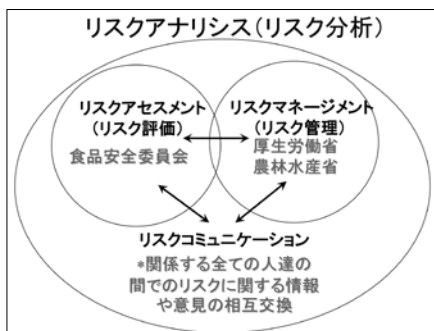 リスクアナリシス(リスク分析)
リスクアセスメント
(リスク評価)
食品安全委員会
リスクマネージメント
(リスク管理)
厚生労働省
農林水産省
リスクコミュニケーション
*関係する全ての人達の
間でのリスクに関する情報
や意見の相互交換